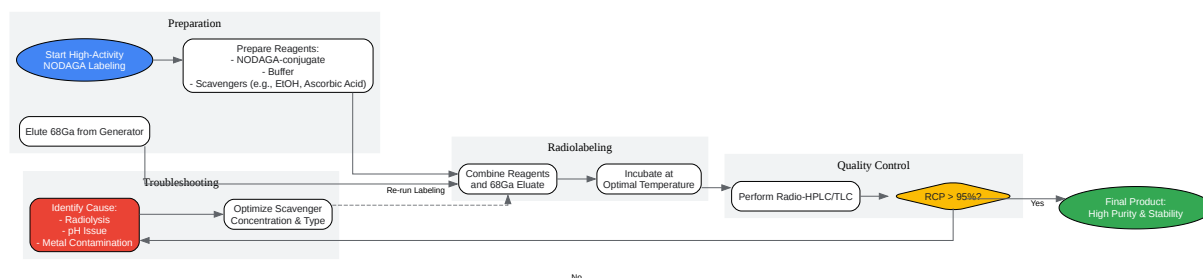 Preparation
Start High-Activity
NODAGA Labeling
Prepare Reagents:
- NODAGA-conjugate
- Buffer
- Scavengers (e.g., EtOH, Ascorbic Acid)
Elute 68Ga from Generator
Radiolabeling
Combine Reagents
and 68Ga Eluate
Incubate at
Optimal Temperature
Quality Control
Perform Radio-HPLC/TLC
RCP > 95%?
Yes
Final Product:
High Purity & Stability
Troubleshooting
Re-run Labeling
Identify Cause:
- Radiolysis
- pH Issue
- Metal Contamination
Optimize Scavenger
Concentration & Type
No